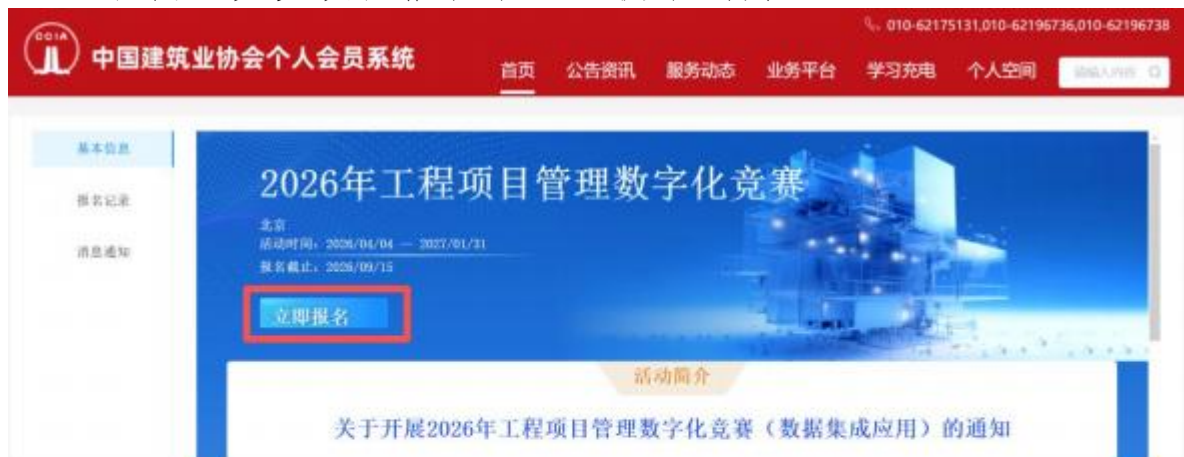 010-62175131,010-62196736,010-62196738
CCIA
中国建筑业协会个人会员系统
首页 公告资讯 服务动态 业务平台 学习充电 个人空间 请输入内容
基本信息
报名记录
消息通知
2026年工程项目管理数字化竞赛
北京
活动时间：2026/04/04 — 2027/01/31
报名截止：2026/09/15
立即报名
活动简介
关于开展2026年工程项目管理数字化竞赛（数据集成应用）的通知